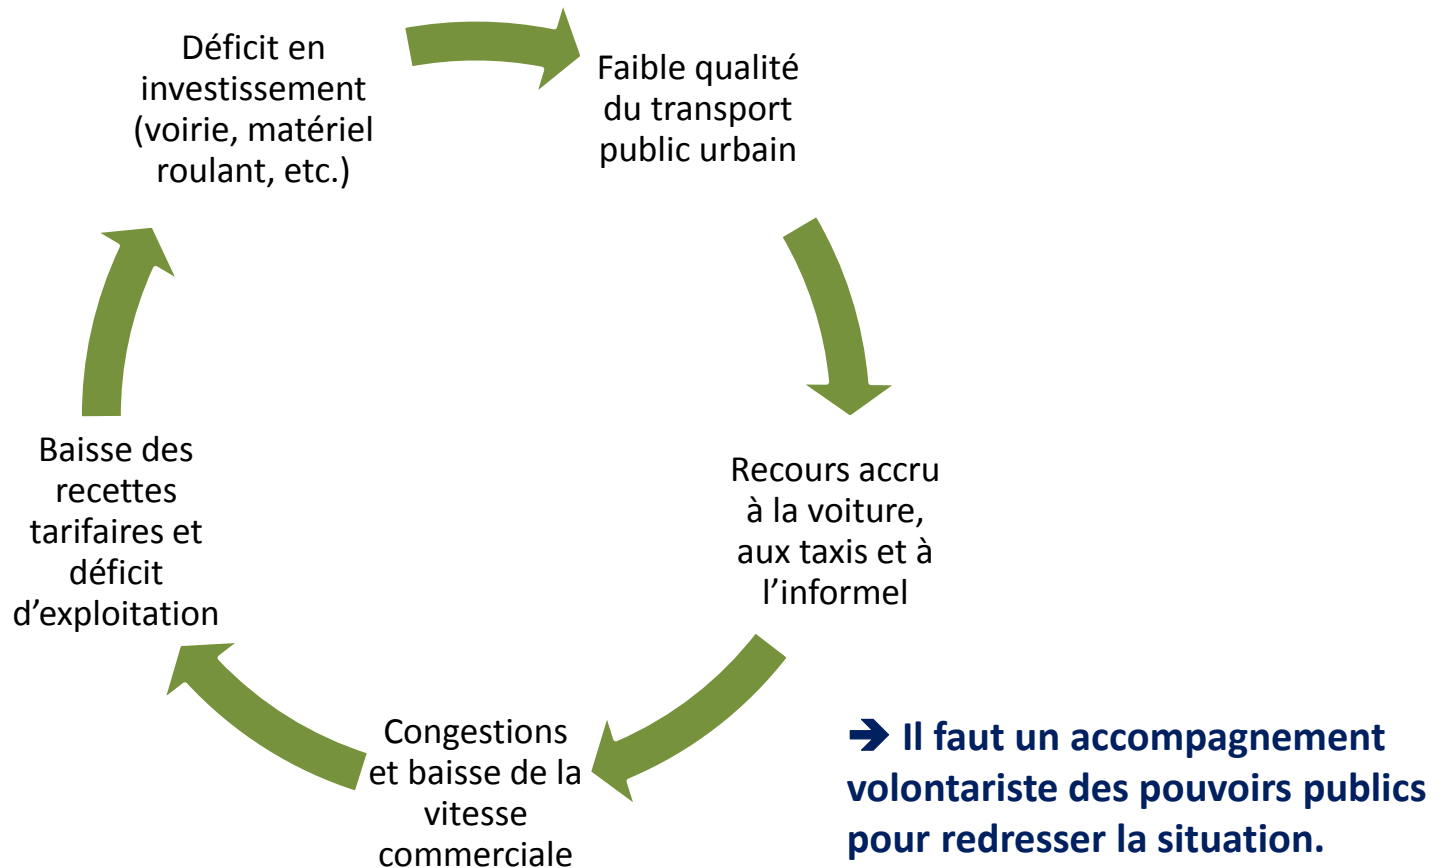 Déficit en
investissement
(voirie, matériel
roulant, etc.)
Faible qualité
du transport
public urbain
Recours accru
à la voiture,
aux taxis et à
l’informel
Congestions
et baisse de la
vitesse
commerciale
Baisse des
recettes
tarifaires et
déficit
d’exploitation
➔ Il faut un accompagnement
volontariste des pouvoirs publics
pour redresser la situation.